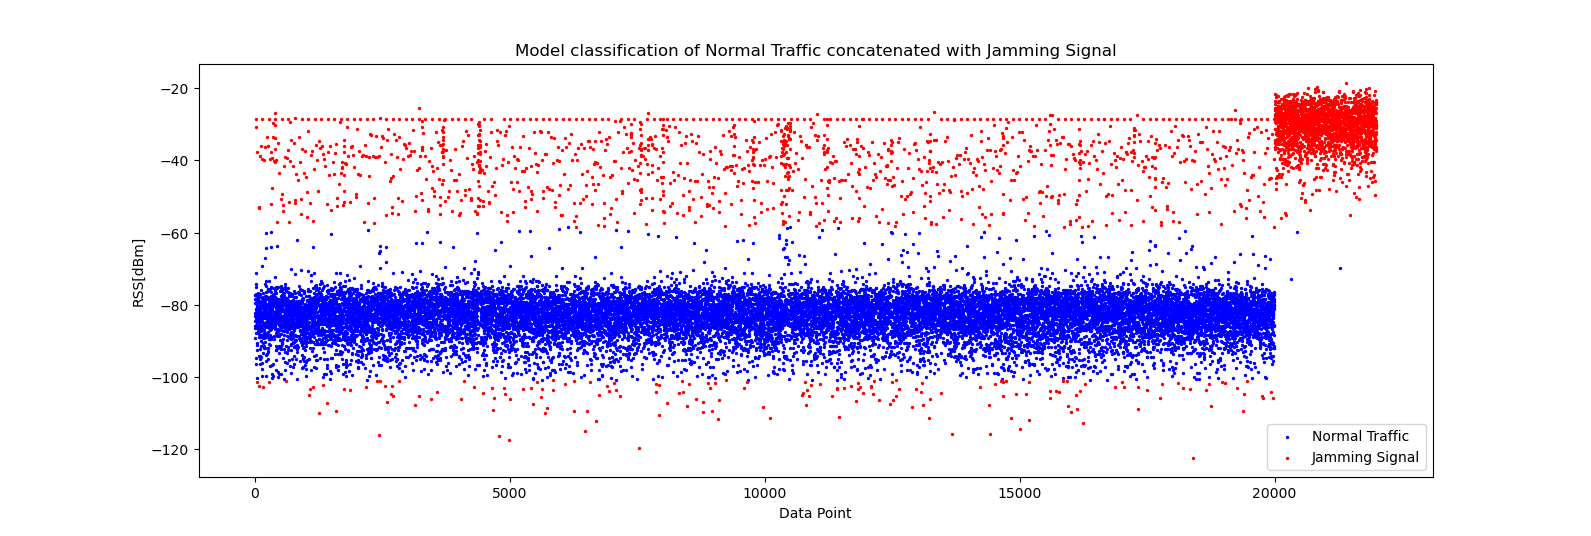 Model classification of Normal Traffic concatenated with Jamming Signal
RSS[dBm]
−20
−40
−60
−80
−100
−120
0
5000
10000
15000
20000
Data Point
Normal Traffic
Jamming Signal